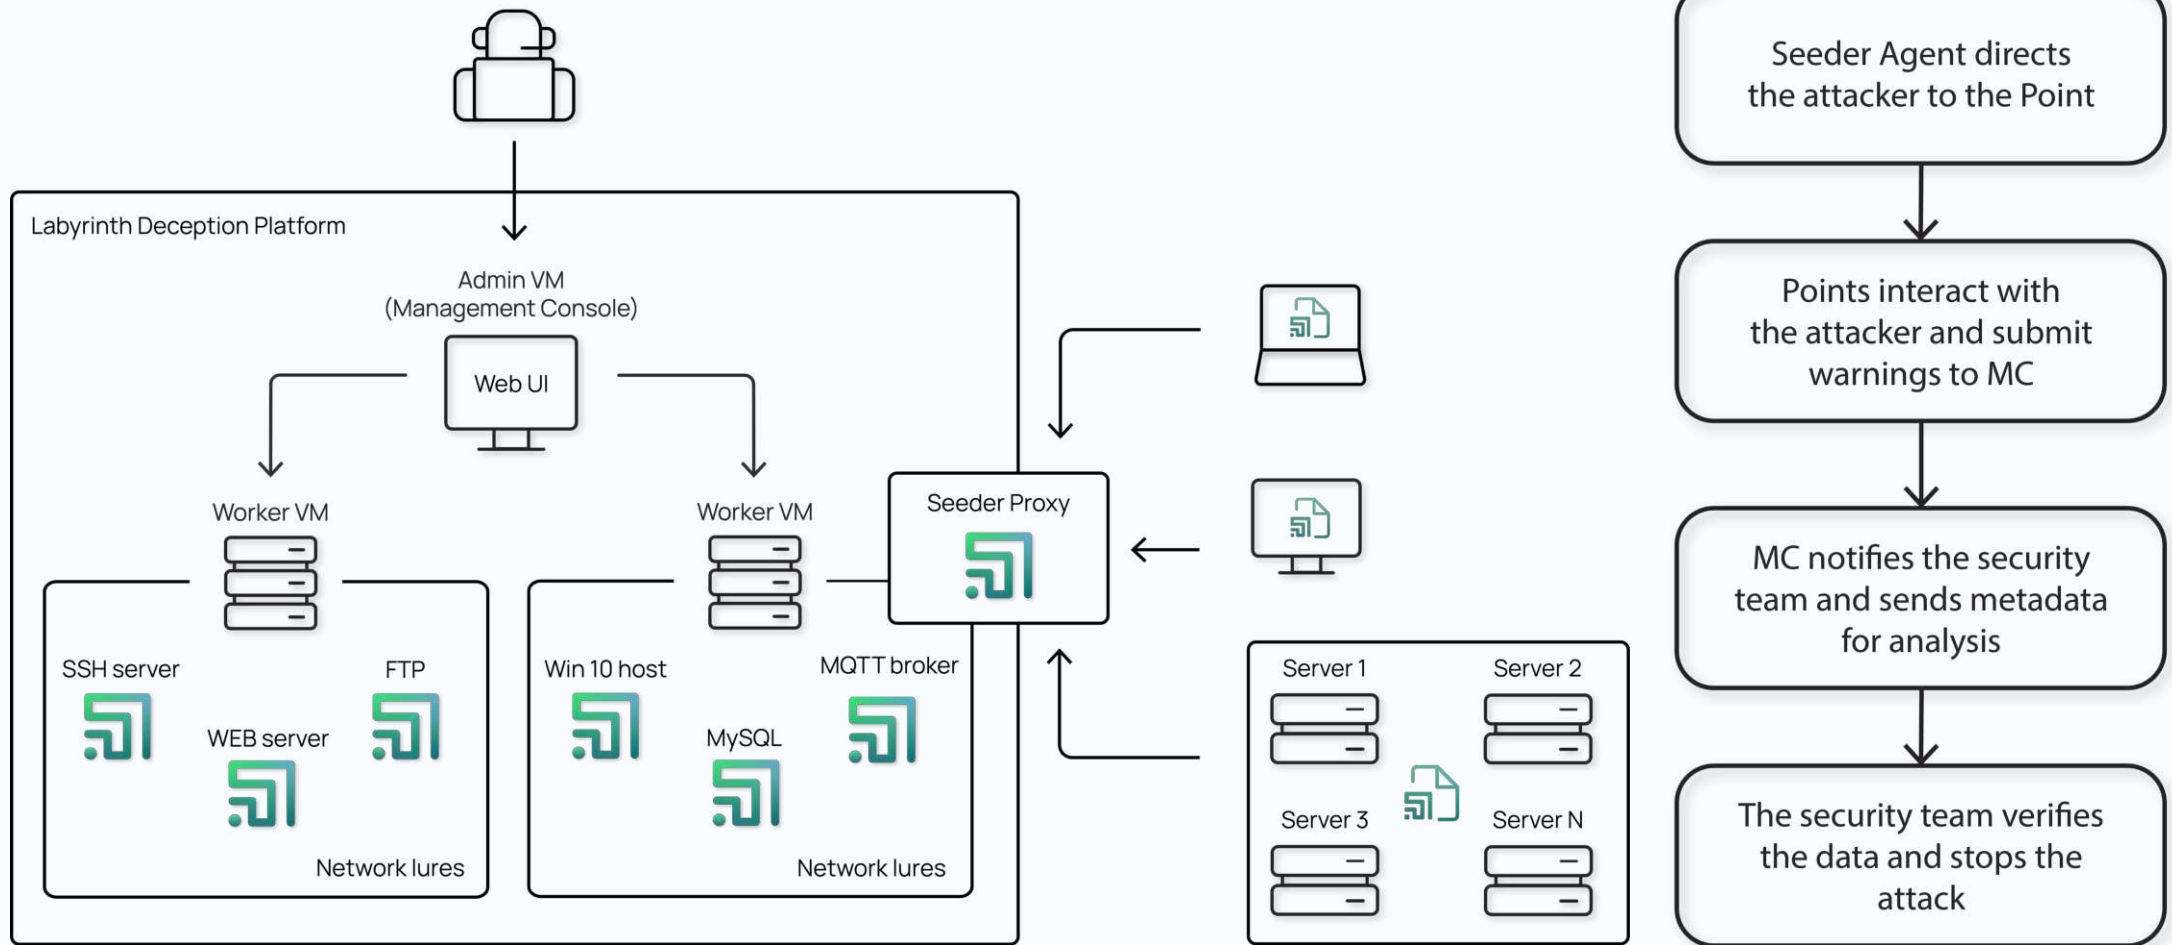 Labyrinth Deception Platform
Admin VM
(Management Console)
Web UI
Worker VM
SSH server
FTP
WEB server
Network lures
Worker VM
Win 10 host
MQTT broker
MySQL
Network lures
Seeder Proxy
Server 1
Server 2
Server 3
Server N
Seeder Agent directs
the attacker to the Point
Points interact with
the attacker and submit
warnings to MC
MC notifies the security
team and sends metadata
for analysis
The security team verifies
the data and stops the
attack